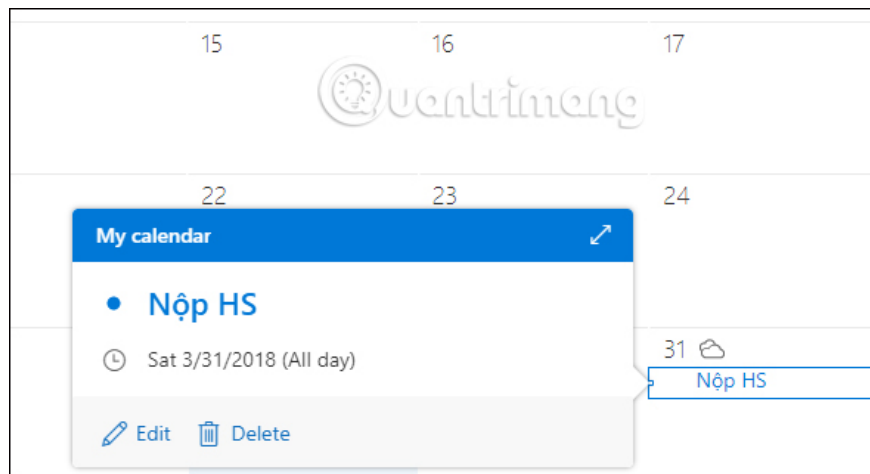 15 16 17
Quantrimang
22 23 24
My calendar
Nộp HS
Sat 3/31/2018 (All day)
31
Nộp HS
Edit Delete